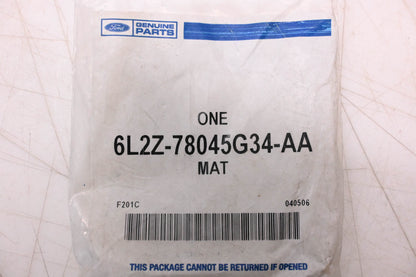 Ford
GENUINE
PARTS
ONE
6L2Z-78045G34-AA
MAT
F201C 040506
THIS PACKAGE CANNOT BE RETURNED IF OPENED